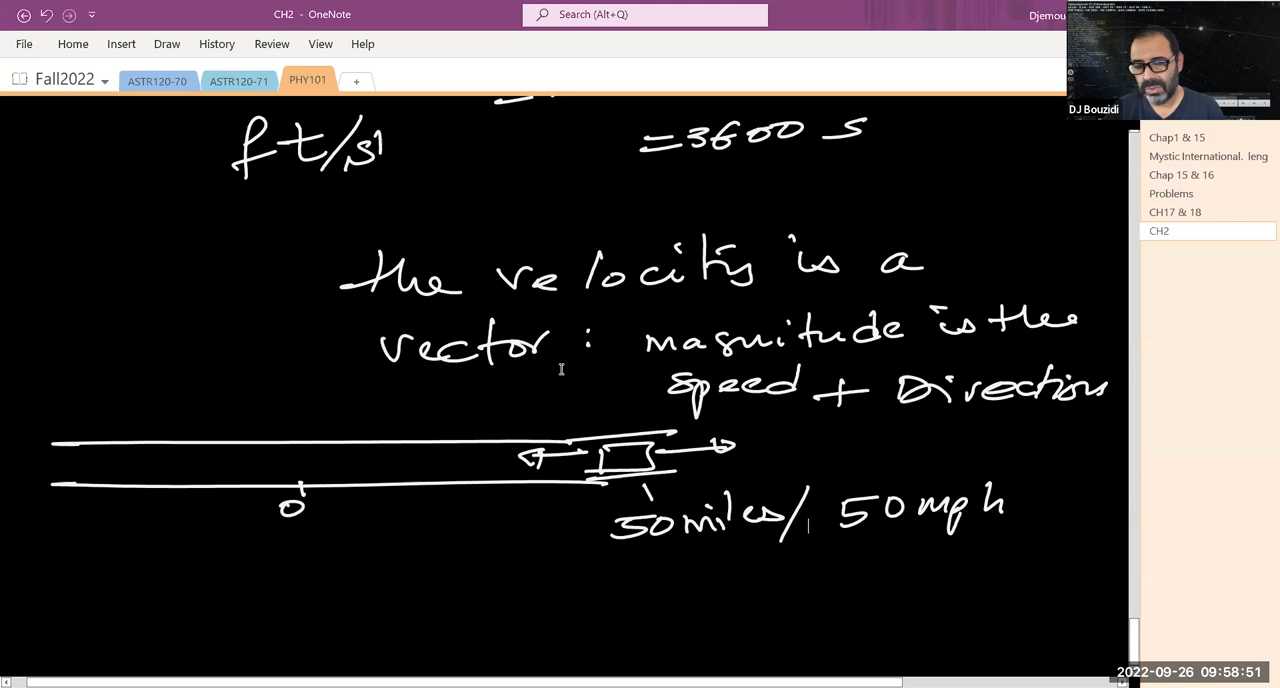 CH2 - OneNote
Search (Alt+Q)
Djemou
File Home Insert Draw History Review View Help
Fall2022 ASTR120-70 ASTR120-71 PHY101
DJ Bouzidi
Chap1 & 15
Mystic International. leng
Chap 15 & 16
Problems
CH17 & 18
CH2
ft/s
=3600 s
the velocity is a
vector : magnitude is the
speed + Direction
0
50 miles/ 50 mph
2022-09-26 09:58:51